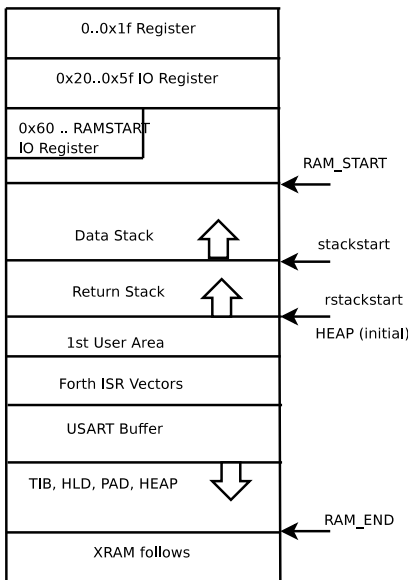 0..0x1f Register
0x20..0x5f IO Register
0x60 .. RAMSTART
IO Register
RAM_START
Data Stack
stackstart
Return Stack
rstackstart
HEAP (initial)
1st User Area
Forth ISR Vectors
USART Buffer
TIB, HLD, PAD, HEAP
RAM_END
XRAM follows